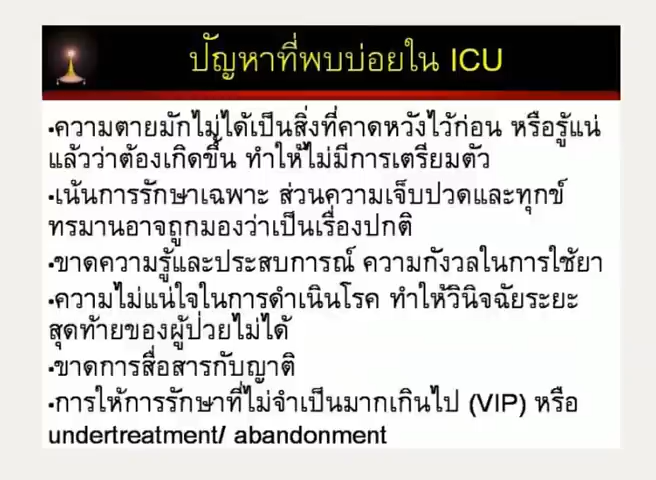 ปัญหาที่พบบ่อยใน ICU
•ความตายมักไม่ได้เป็นสิ่งที่คาดหวังไว้ก่อน หรือรู้แน่
แล้วว่าต้องเกิดขึ้น ทำให้ไม่มีการเตรียมตัว
•เน้นการรักษาเฉพาะ ส่วนความเจ็บปวดและทุกข์
ทรมานอาจถูกมองว่าเป็นเรื่องปกติ
•ขาดความรู้และประสบการณ์ ความกังวลในการใช้ยา
•ความไม่แน่ใจในการดำเนินโรค ทำให้วินิจฉัยระยะ
สุดท้ายของผู้ป่วยไม่ได้
•ขาดการสื่อสารกับญาติ
•การให้การรักษาที่ไม่จำเป็นมากเกินไป (VIP) หรือ
undertreatment/ abandonment